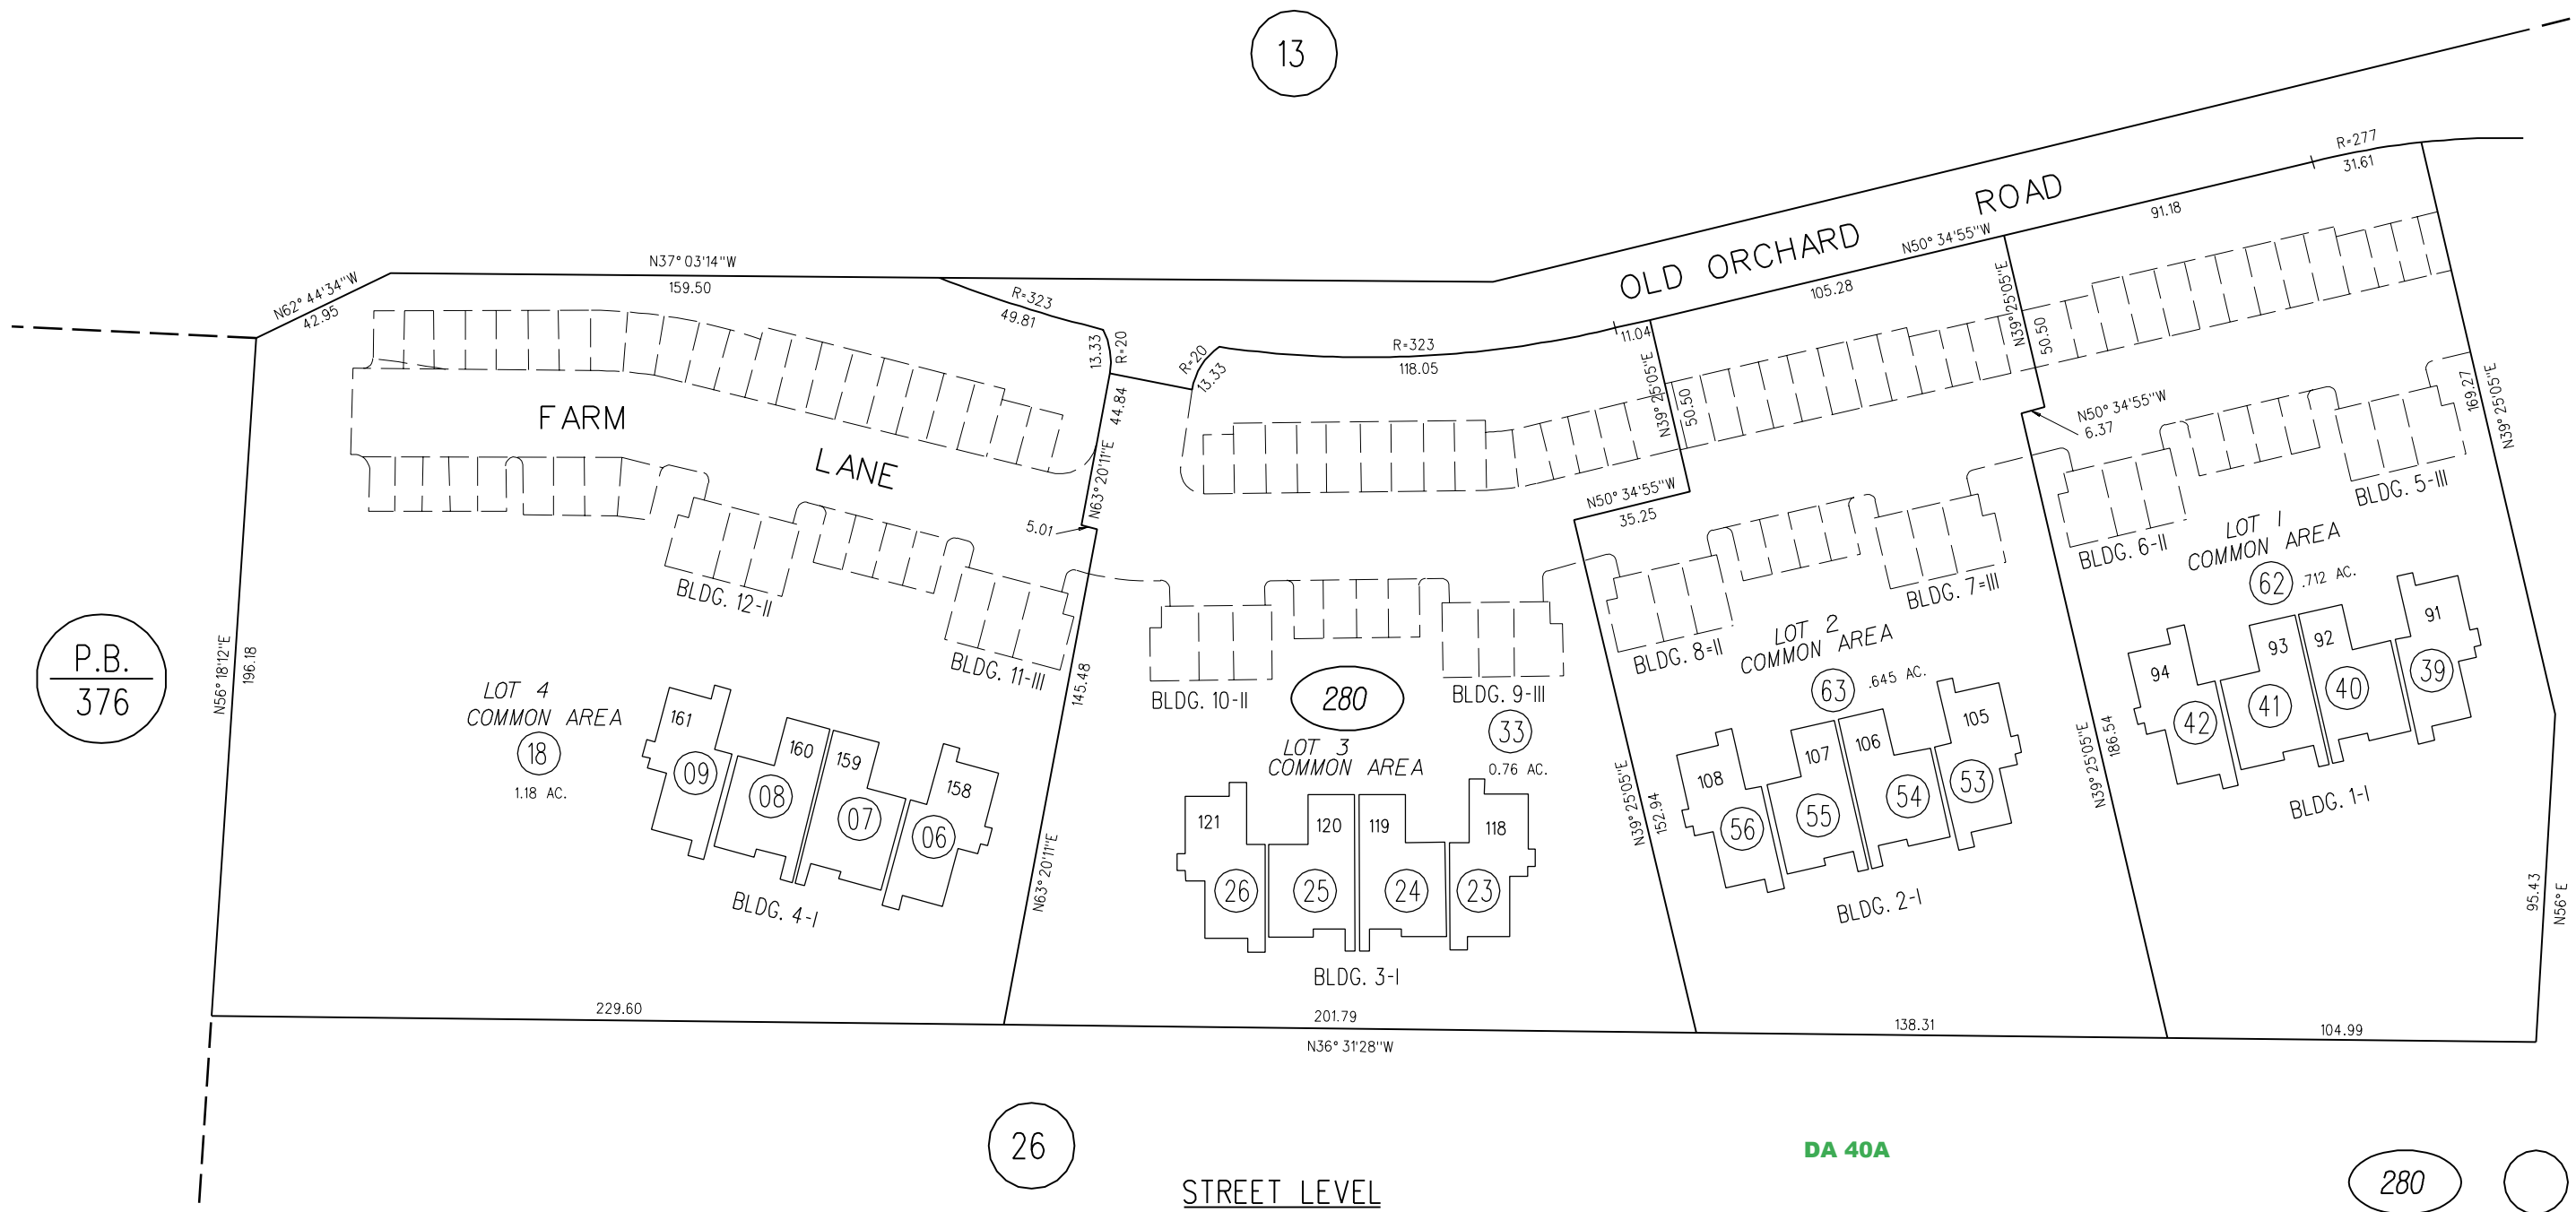 13
R=277
31.61
OLD ORCHARD ROAD
91.18
N50° 34'55"W
105.28
N37° 03'14"W
159.50
N62° 44'34"W
42.95
R=323
49.81
13.33
R=20
R=20
13.33
R=323
118.05
11.04
N39° 25'05"E
50.50
N39° 25'05"E
50.50
N50° 34'55"W
6.37
169.27
N39° 25'05"E
FARM
LANE
44.84
N63° 20'11"E
5.01
N50° 34'55"W
35.25
BLDG. 12-II
BLDG. 11-III
BLDG. 10-II
BLDG. 9-III
BLDG. 8=II
BLDG. 7=III
BLDG. 6-II
BLDG. 5-III
LOT 1
COMMON AREA
62
.712 AC.
LOT 2
COMMON AREA
63
.645 AC.
280
33
LOT 3
COMMON AREA
0.76 AC.
LOT 4
COMMON AREA
18
1.18 AC.
P.B.
376
N56° 18'12"E
196.18
145.48
N63° 20'11"E
N39° 25'05"E
152.94
N39° 25'05"E
186.54
95.43
N56° E
161
160
159
158
09
08
07
06
BLDG. 4-I
121
120
119
118
26
25
24
23
BLDG. 3-I
108
107
106
105
56
55
54
53
BLDG. 2-I
94
93
92
91
42
41
40
39
BLDG. 1-I
229.60
201.79
138.31
104.99
N36° 31'28"W
26
DA 40A
STREET LEVEL
280